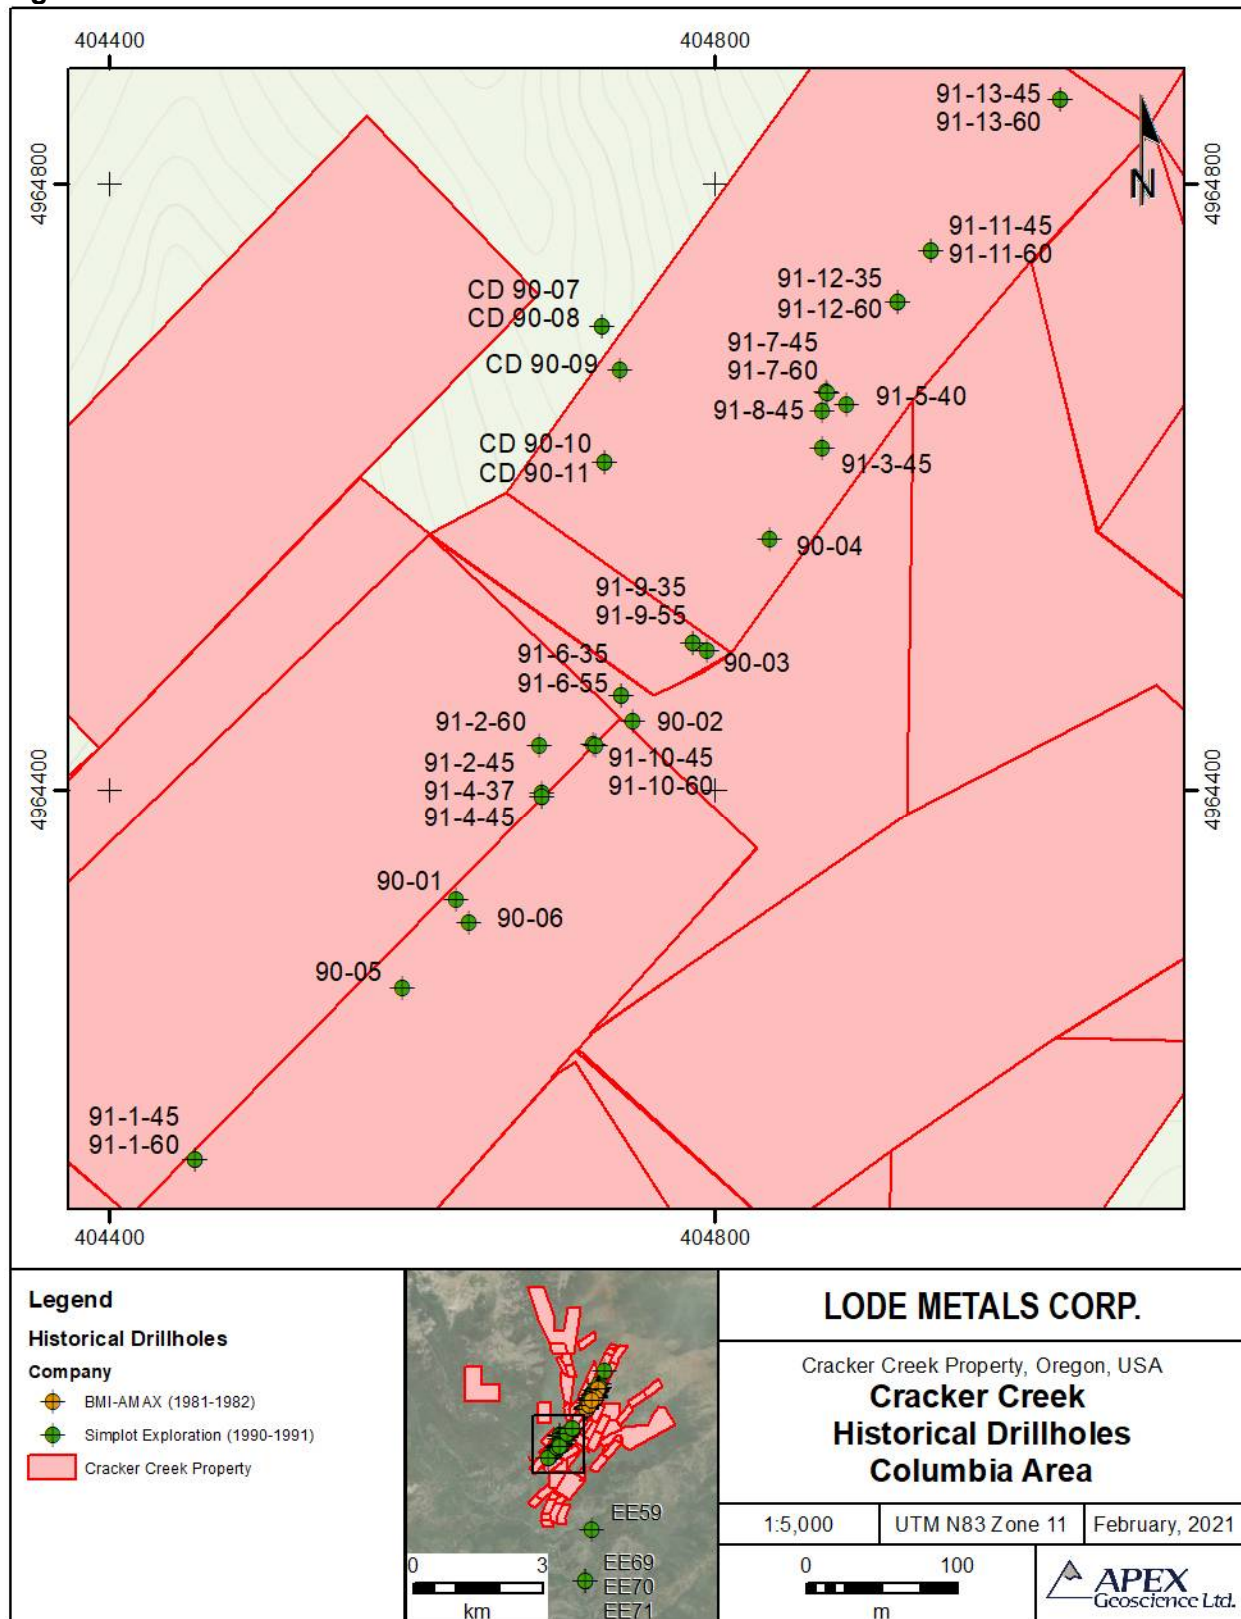 404400 404800
91-13-45
91-13-60
4964800 4964800
N
91-11-45
91-11-60
91-12-35
91-12-60
CD 90-07
CD 90-08
91-7-45
91-7-60
CD 90-09
91-5-40
91-8-45
CD 90-10
CD 90-11
91-3-45
90-04
91-9-35
91-9-55
90-03
91-6-35
91-6-55
91-2-60
90-02
91-2-45
91-4-37
91-4-45
91-10-45
91-10-60
4964400 4964400
90-01
90-06
90-05
91-1-45
91-1-60
404400 404800
Legend
Historical Drillholes
Company
BMI-AMAX (1981-1982)
Simplot Exploration (1990-1991)
Cracker Creek Property
EE59
EE69
EE70
EE71
0 3
km
LODE METALS CORP.
Cracker Creek Property, Oregon, USA
Cracker Creek
Historical Drillholes
Columbia Area
1:5,000 UTM N83 Zone 11 February, 2021
0 100
m
APEX
Geoscience Ltd.